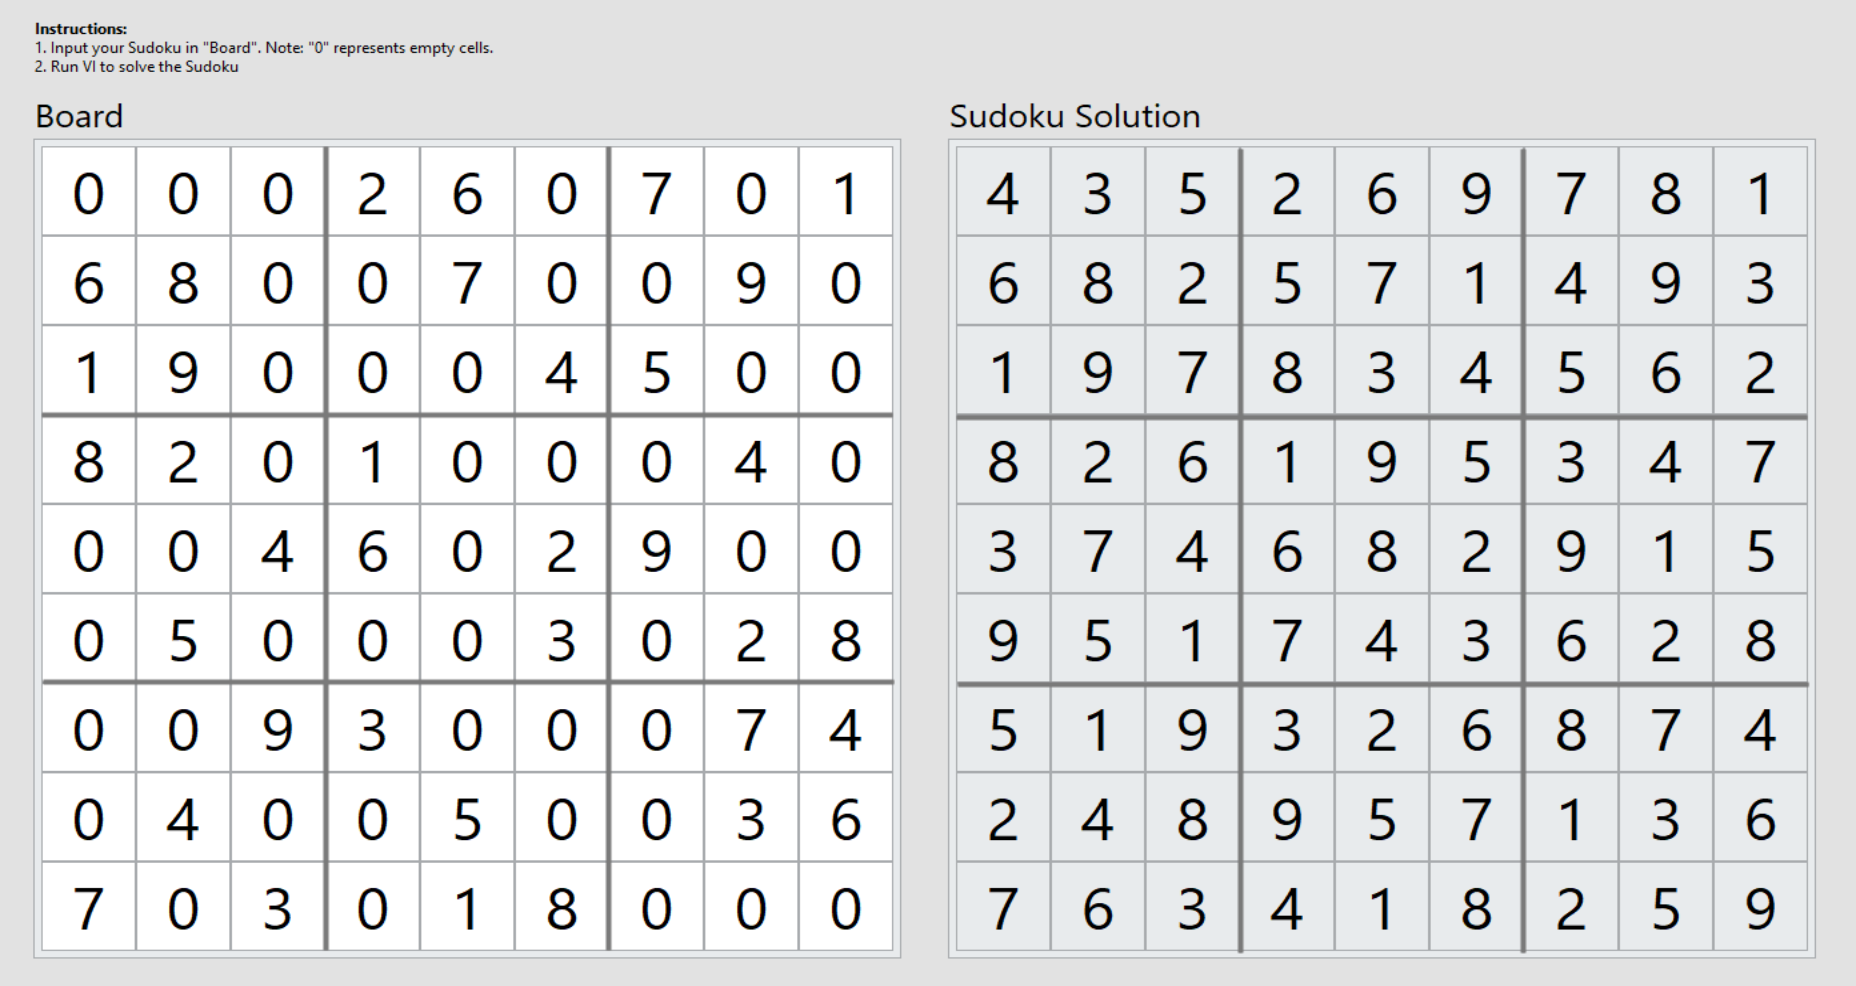 Instructions:
1. Input your Sudoku in "Board". Note: "0" represents empty cells.
2. Run VI to solve the Sudoku
Board
0 0 0 2 6 0 7 0 1
6 8 0 0 7 0 0 9 0
1 9 0 0 0 4 5 0 0
8 2 0 1 0 0 0 4 0
0 0 4 6 0 2 9 0 0
0 5 0 0 0 3 0 2 8
0 0 9 3 0 0 0 7 4
0 4 0 0 5 0 0 3 6
7 0 3 0 1 8 0 0 0
Sudoku Solution
4 3 5 2 6 9 7 8 1
6 8 2 5 7 1 4 9 3
1 9 7 8 3 4 5 6 2
8 2 6 1 9 5 3 4 7
3 7 4 6 8 2 9 1 5
9 5 1 7 4 3 6 2 8
5 1 9 3 2 6 8 7 4
2 4 8 9 5 7 1 3 6
7 6 3 4 1 8 2 5 9